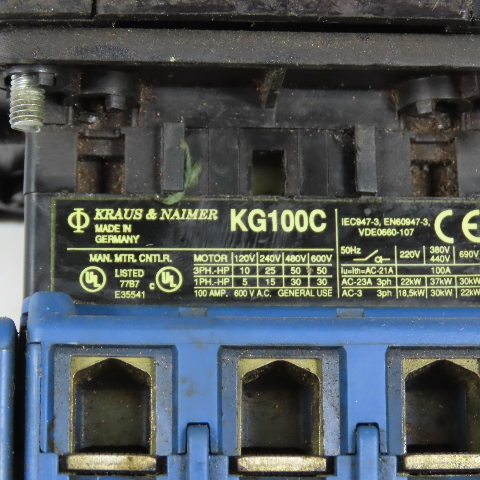 KRAUS & NAIMER KG100C
MADE IN
GERMANY
MAN. MTR. CNTLR.
UL LISTED c UL
77B7
E35541
MOTOR 120V 240V 480V 600V
3PH.-HP 10 25 50 50
1PH.-HP 5 15 30 30
100 AMP. 600 V A.C. GENERAL USE
IEC947-3, EN60947-3,
VDE0660-107
CE
50Hz 220V 380V 440V 690V
Iu=Ith=AC-21A 100A
AC-23A 3ph 22kW 37kW 30kW
AC-3 3ph 18,5kW 30kW 22kW